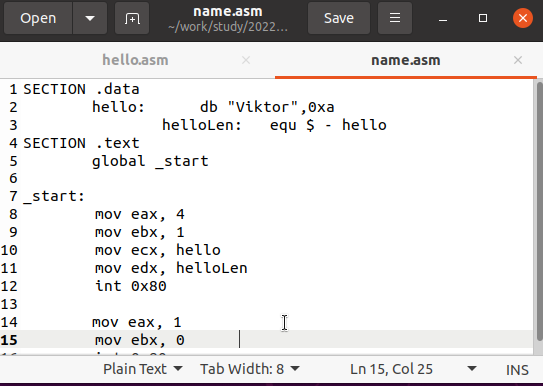 Open name.asm Save
~/work/study/2022...
hello.asm × name.asm ×
1 SECTION .data
2 hello: db "Viktor",0xa
3 helloLen: equ $ - hello
4 SECTION .text
5 global _start
6
7 _start:
8 mov eax, 4
9 mov ebx, 1
10 mov ecx, hello
11 mov edx, helloLen
12 int 0x80
13
14 mov eax, 1
15 mov ebx, 0
Plain Text Tab Width: 8 Ln 15, Col 25 INS